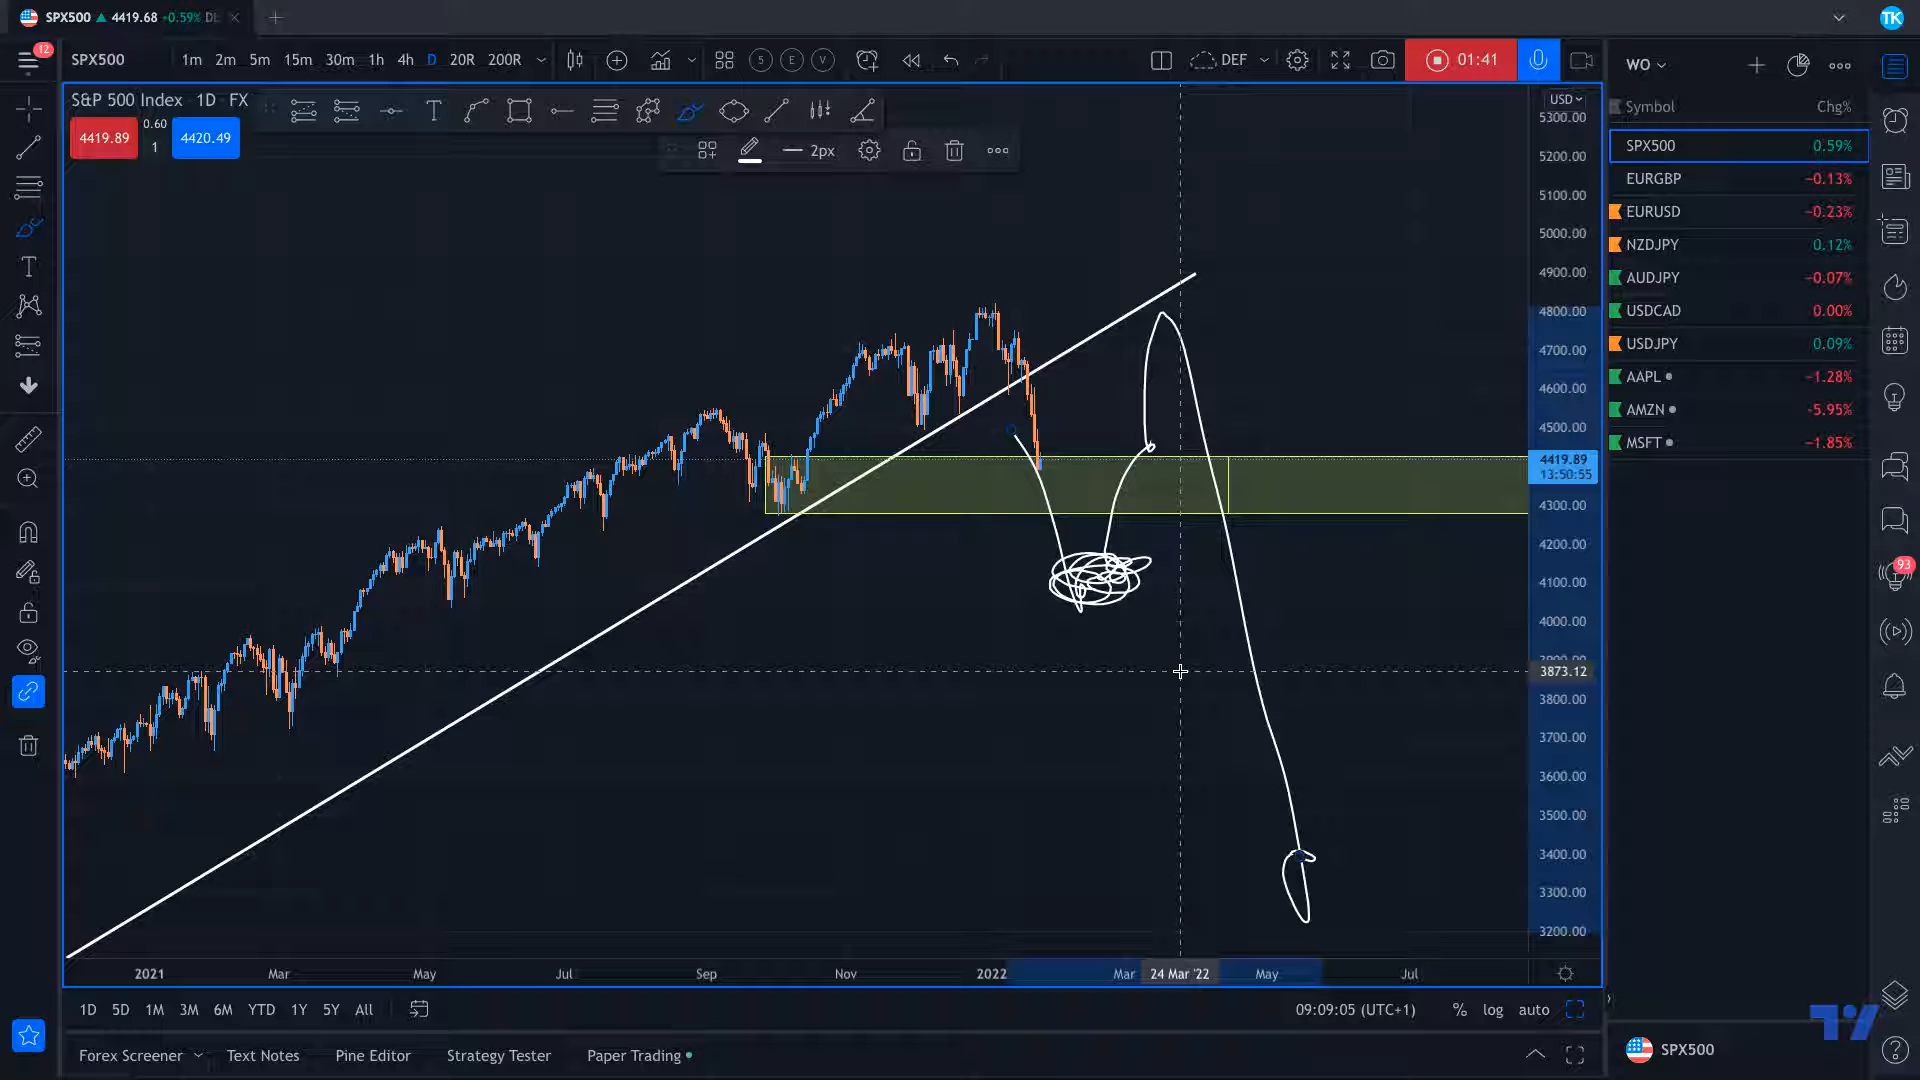 SPX500 ▲ 4419.68 +0.59%
TK
12
SPX500 1m 2m 5m 15m 30m 1h 4h D 20R 200R S E V DEF 01:41
WO
S&P 500 Index · 1D · FX
USD
Symbol Chg%
4419.89 0.60 1 4420.49
2px
SPX500 0.59%
EURGBP −0.13%
EURUSD −0.23%
NZDJPY 0.12%
AUDJPY −0.07%
USDCAD 0.00%
USDJPY 0.09%
AAPL −1.28%
AMZN −5.95%
MSFT −1.85%
93
5300.00
5200.00
5100.00
5000.00
4900.00
4800.00
4700.00
4600.00
4500.00
4419.89
13:50:55
4300.00
4200.00
4100.00
4000.00
3900.00
3873.12
3800.00
3700.00
3600.00
3500.00
3400.00
3300.00
3200.00
2021 Mar May Jul Sep Nov 2022 Mar 24 Mar '22 May Jul
1D 5D 1M 3M 6M YTD 1Y 5Y All 09:09:05 (UTC+1) % log auto
Forex Screener Text Notes Pine Editor Strategy Tester Paper Trading
SPX500